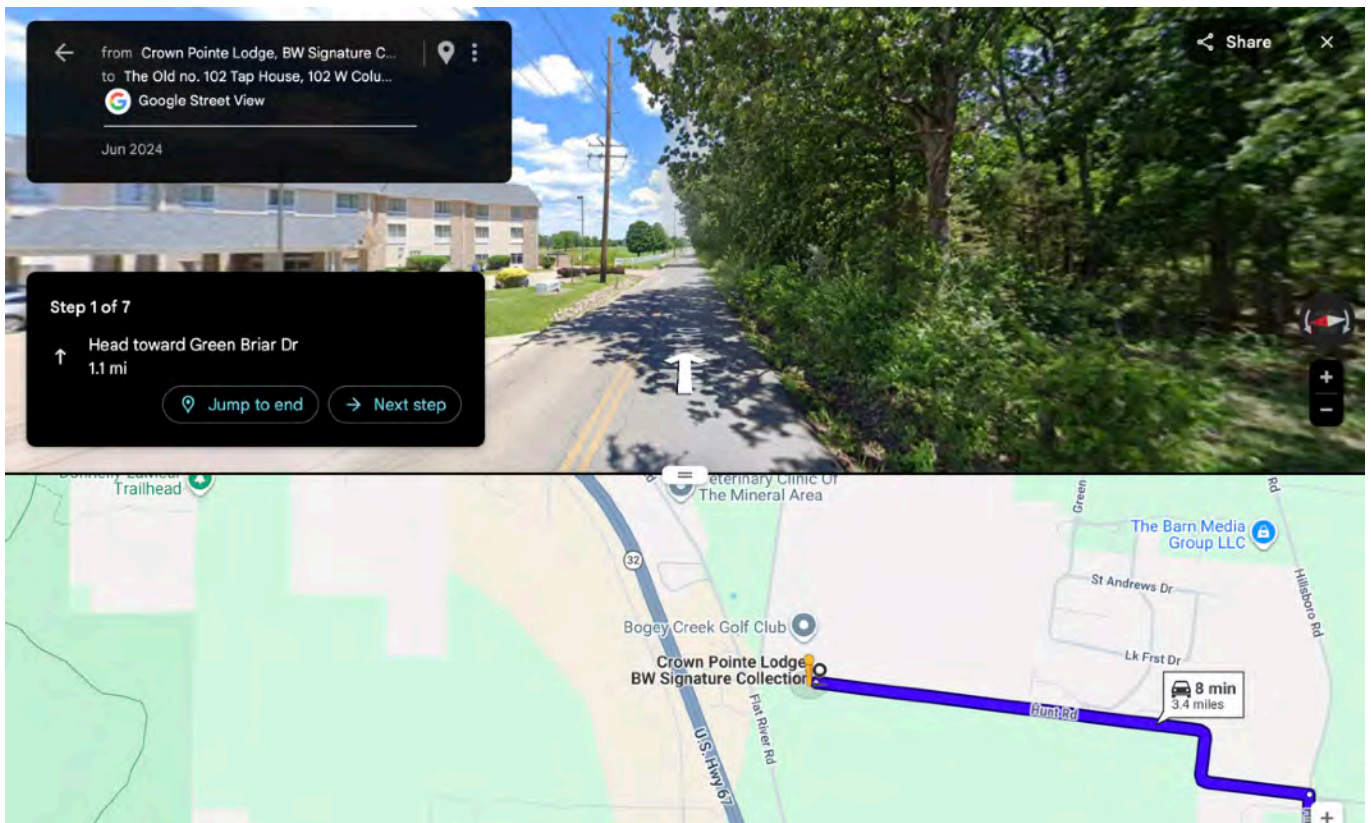 from Crown Pointe Lodge, BW Signature C...
to The Old no. 102 Tap House, 102 W Colu...
Google Street View
Jun 2024
Share
Step 1 of 7
Head toward Green Briar Dr
1.1 mi
Jump to end
Next step
Trailhead
Veterinary Clinic Of
The Mineral Area
Rd
Green
Rd
The Barn Media
Group LLC
32
St Andrews Dr
Hillsboro Rd
Bogey Creek Golf Club
Lk Frst Dr
Crown Pointe Lodge,
BW Signature Collection
8 min
3.4 miles
Hunt Rd
Flat River Rd
U.S. Hwy 67